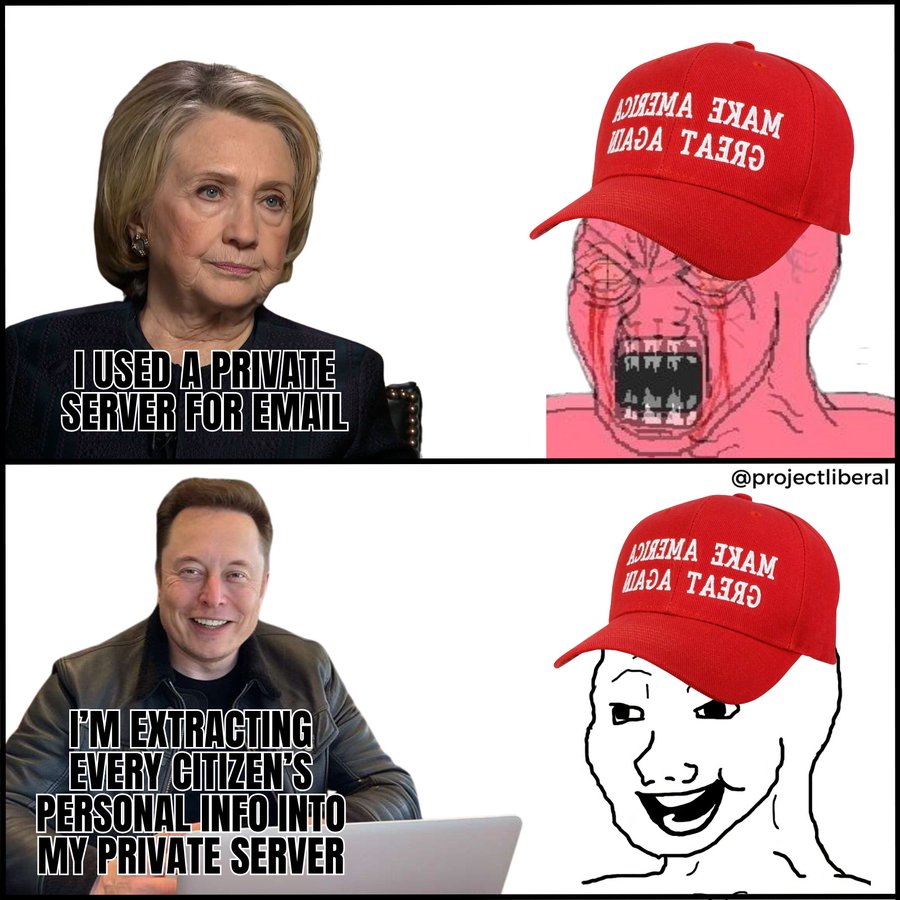 MAKE AMERICA
GREAT AGAIN
I USED A PRIVATE
SERVER FOR EMAIL
@projectliberal
MAKE AMERICA
GREAT AGAIN
I'M EXTRACTING
EVERY CITIZEN'S
PERSONAL INFO INTO
MY PRIVATE SERVER